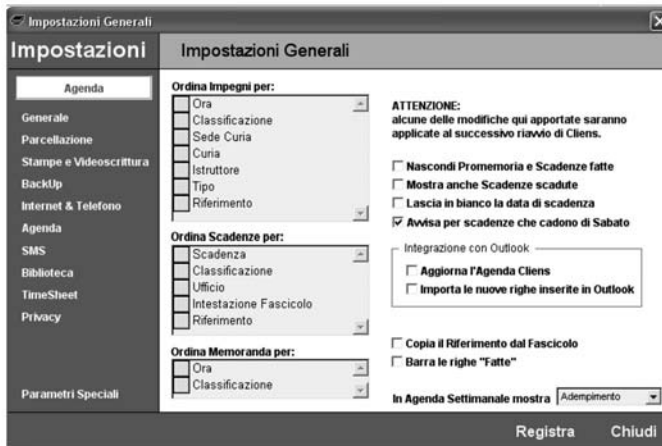 Impostazioni Generali
Impostazioni
Impostazioni Generali
Agenda
Generale
Parcellazione
Stampe e Videoscrittura
BackUp
Internet & Telefono
Agenda
SMS
Biblioteca
TimeSheet
Privacy
Parametri Speciali
Ordina Impegni per:
Ora
Classificazione
Sede Curia
Curia
Istruttore
Tipo
Riferimento
Ordina Scadenze per:
Scadenza
Classificazione
Ufficio
Intestazione Fascicolo
Riferimento
Ordina Memoranda per:
Ora
Classificazione
ATTENZIONE:
alcune delle modifiche qui apportate saranno
applicate al successivo riavvio di Cliens.
Nascondi Promemoria e Scadenze fatte
Mostra anche Scadenze scadute
Lascia in bianco la data di scadenza
Avvisa per scadenze che cadono di Sabato
Integrazione con Outlook
Aggiorna l'Agenda Cliens
Importa le nuove righe inserite in Outlook
Copia il Riferimento dal Fascicolo
Barra le righe "Fatte"
In Agenda Settimanale mostra Adempimento
Registra Chiudi